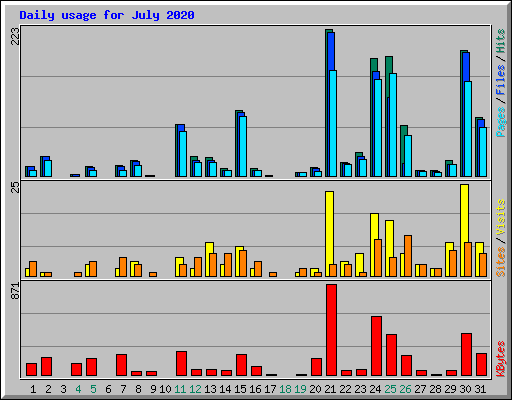 Daily usage for July 2020
223
Pages / Files / Hits
25
Sites / Visits
871
KBytes
1 2 3 4 5 6 7 8 9 10 11 12 13 14 15 16 17 18 19 20 21 22 23 24 25 26 27 28 29 30 31